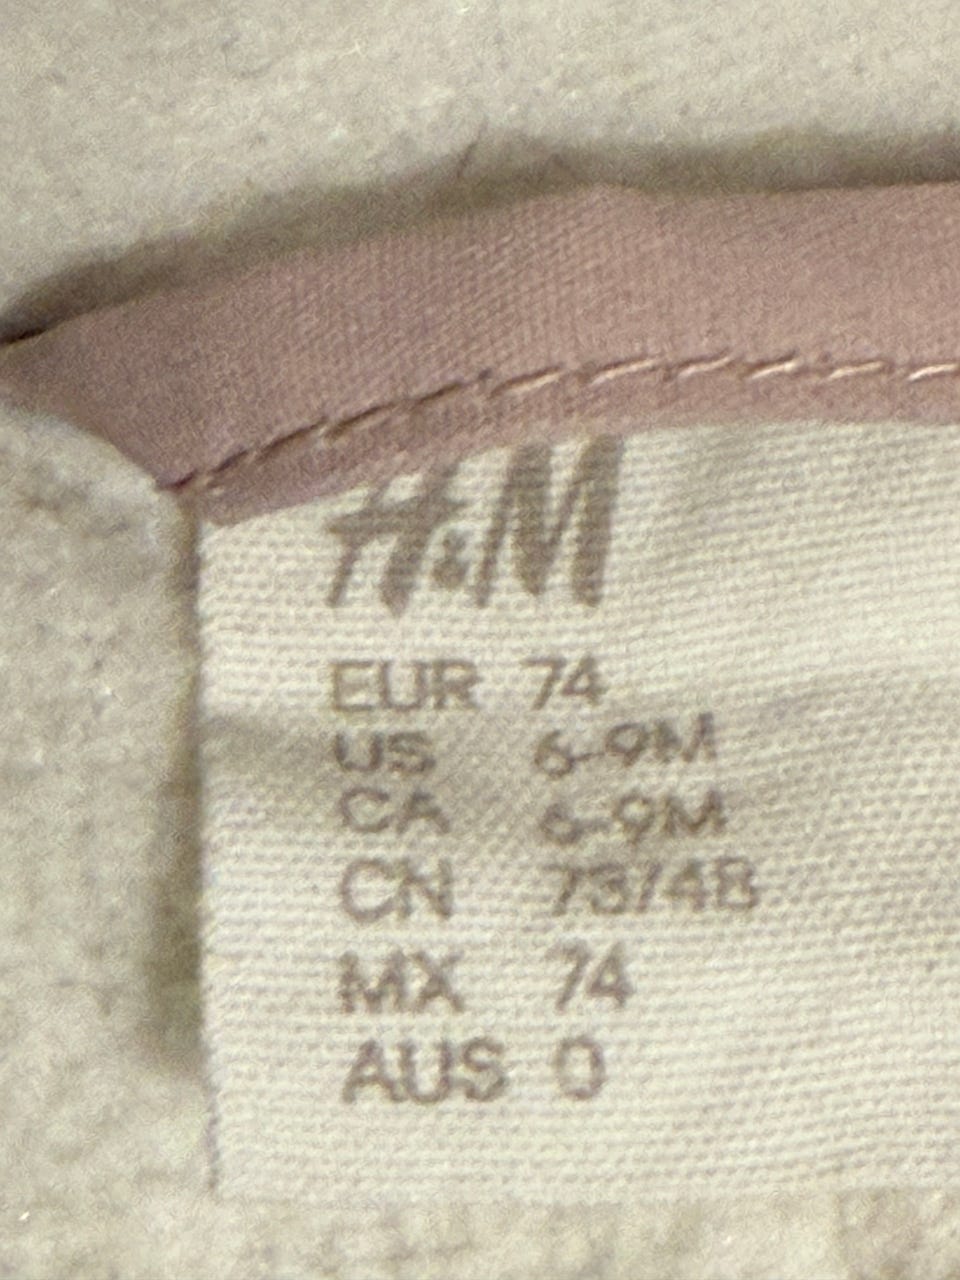 H&M
EUR 74
US 6-9M
CA 6-9M
CN 73/48
MX 74
AUS 0